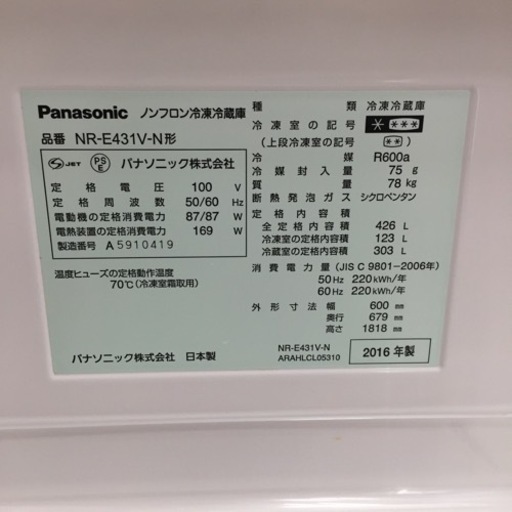 Panasonic ノンフロン冷凍冷蔵庫
品番 NR-E431V-N形
JET PSE パナソニック株式会社
定格電圧 100 V
定格周波数 50/60 Hz
電動機の定格消費電力 87/87 W
電熱装置の定格消費電力 169 W
製造番号 A 5910419
温度ヒューズの定格動作温度
70℃(冷凍室霜取用)
パナソニック株式会社 日本製
種類 冷凍冷蔵庫
冷凍室の記号 * ***
(上段冷凍室の記号 ** )
冷媒 R600a
冷媒封入量 75 g
質量 78 kg
断熱発泡ガス シクロペンタン
定格内容積
全定格内容積 426 L
冷凍室の定格内容積 123 L
冷蔵室の定格内容積 303 L
消費電力量(JIS C 9801-2006年)
50Hz 220kWh/年
60Hz 220kWh/年
外形寸法 幅 600 mm
奥行 679 mm
高さ 1818 mm
NR-E431V-N
ARAHLCL05310
2016 年製